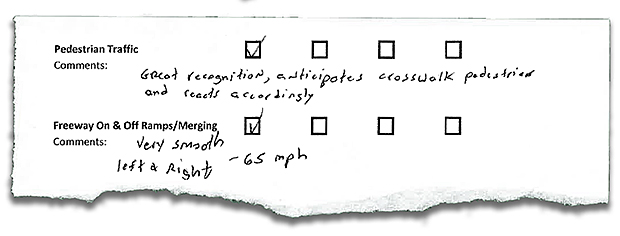 Pedestrian Traffic
Comments:
Great recognition, anticipates crosswalk pedestrian
and reacts accordingly
Freeway On & Off Ramps/Merging
Comments: Very smooth
left & Right - 65 mph